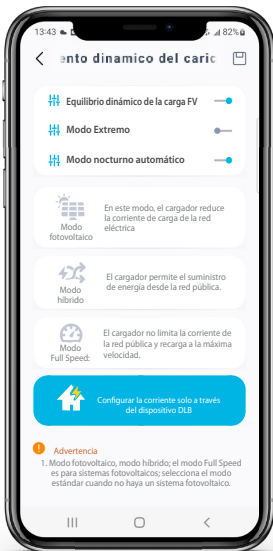 13:43
82%
ento dinamico del caric
Equilibrio dinámico de la carga FV
Modo Extremo
Modo nocturno automático
En este modo, el cargador reduce
la corriente de carga de la red
eléctrica
Modo
fotovoltaico
El cargador permite el suministro
de energía desde la red pública.
Modo
híbrido
El cargador no limita la corriente de
la red pública y recarga a la máxima
velocidad.
Modo
Full Speed:
Configurar la corriente solo a través
del dispositivo DLB
Advertencia
1. Modo fotovoltaico, modo híbrido; el modo Full Speed
es para sistemas fotovoltaicos; selecciona el modo
estándar cuando no haya un sistema fotovoltaico.